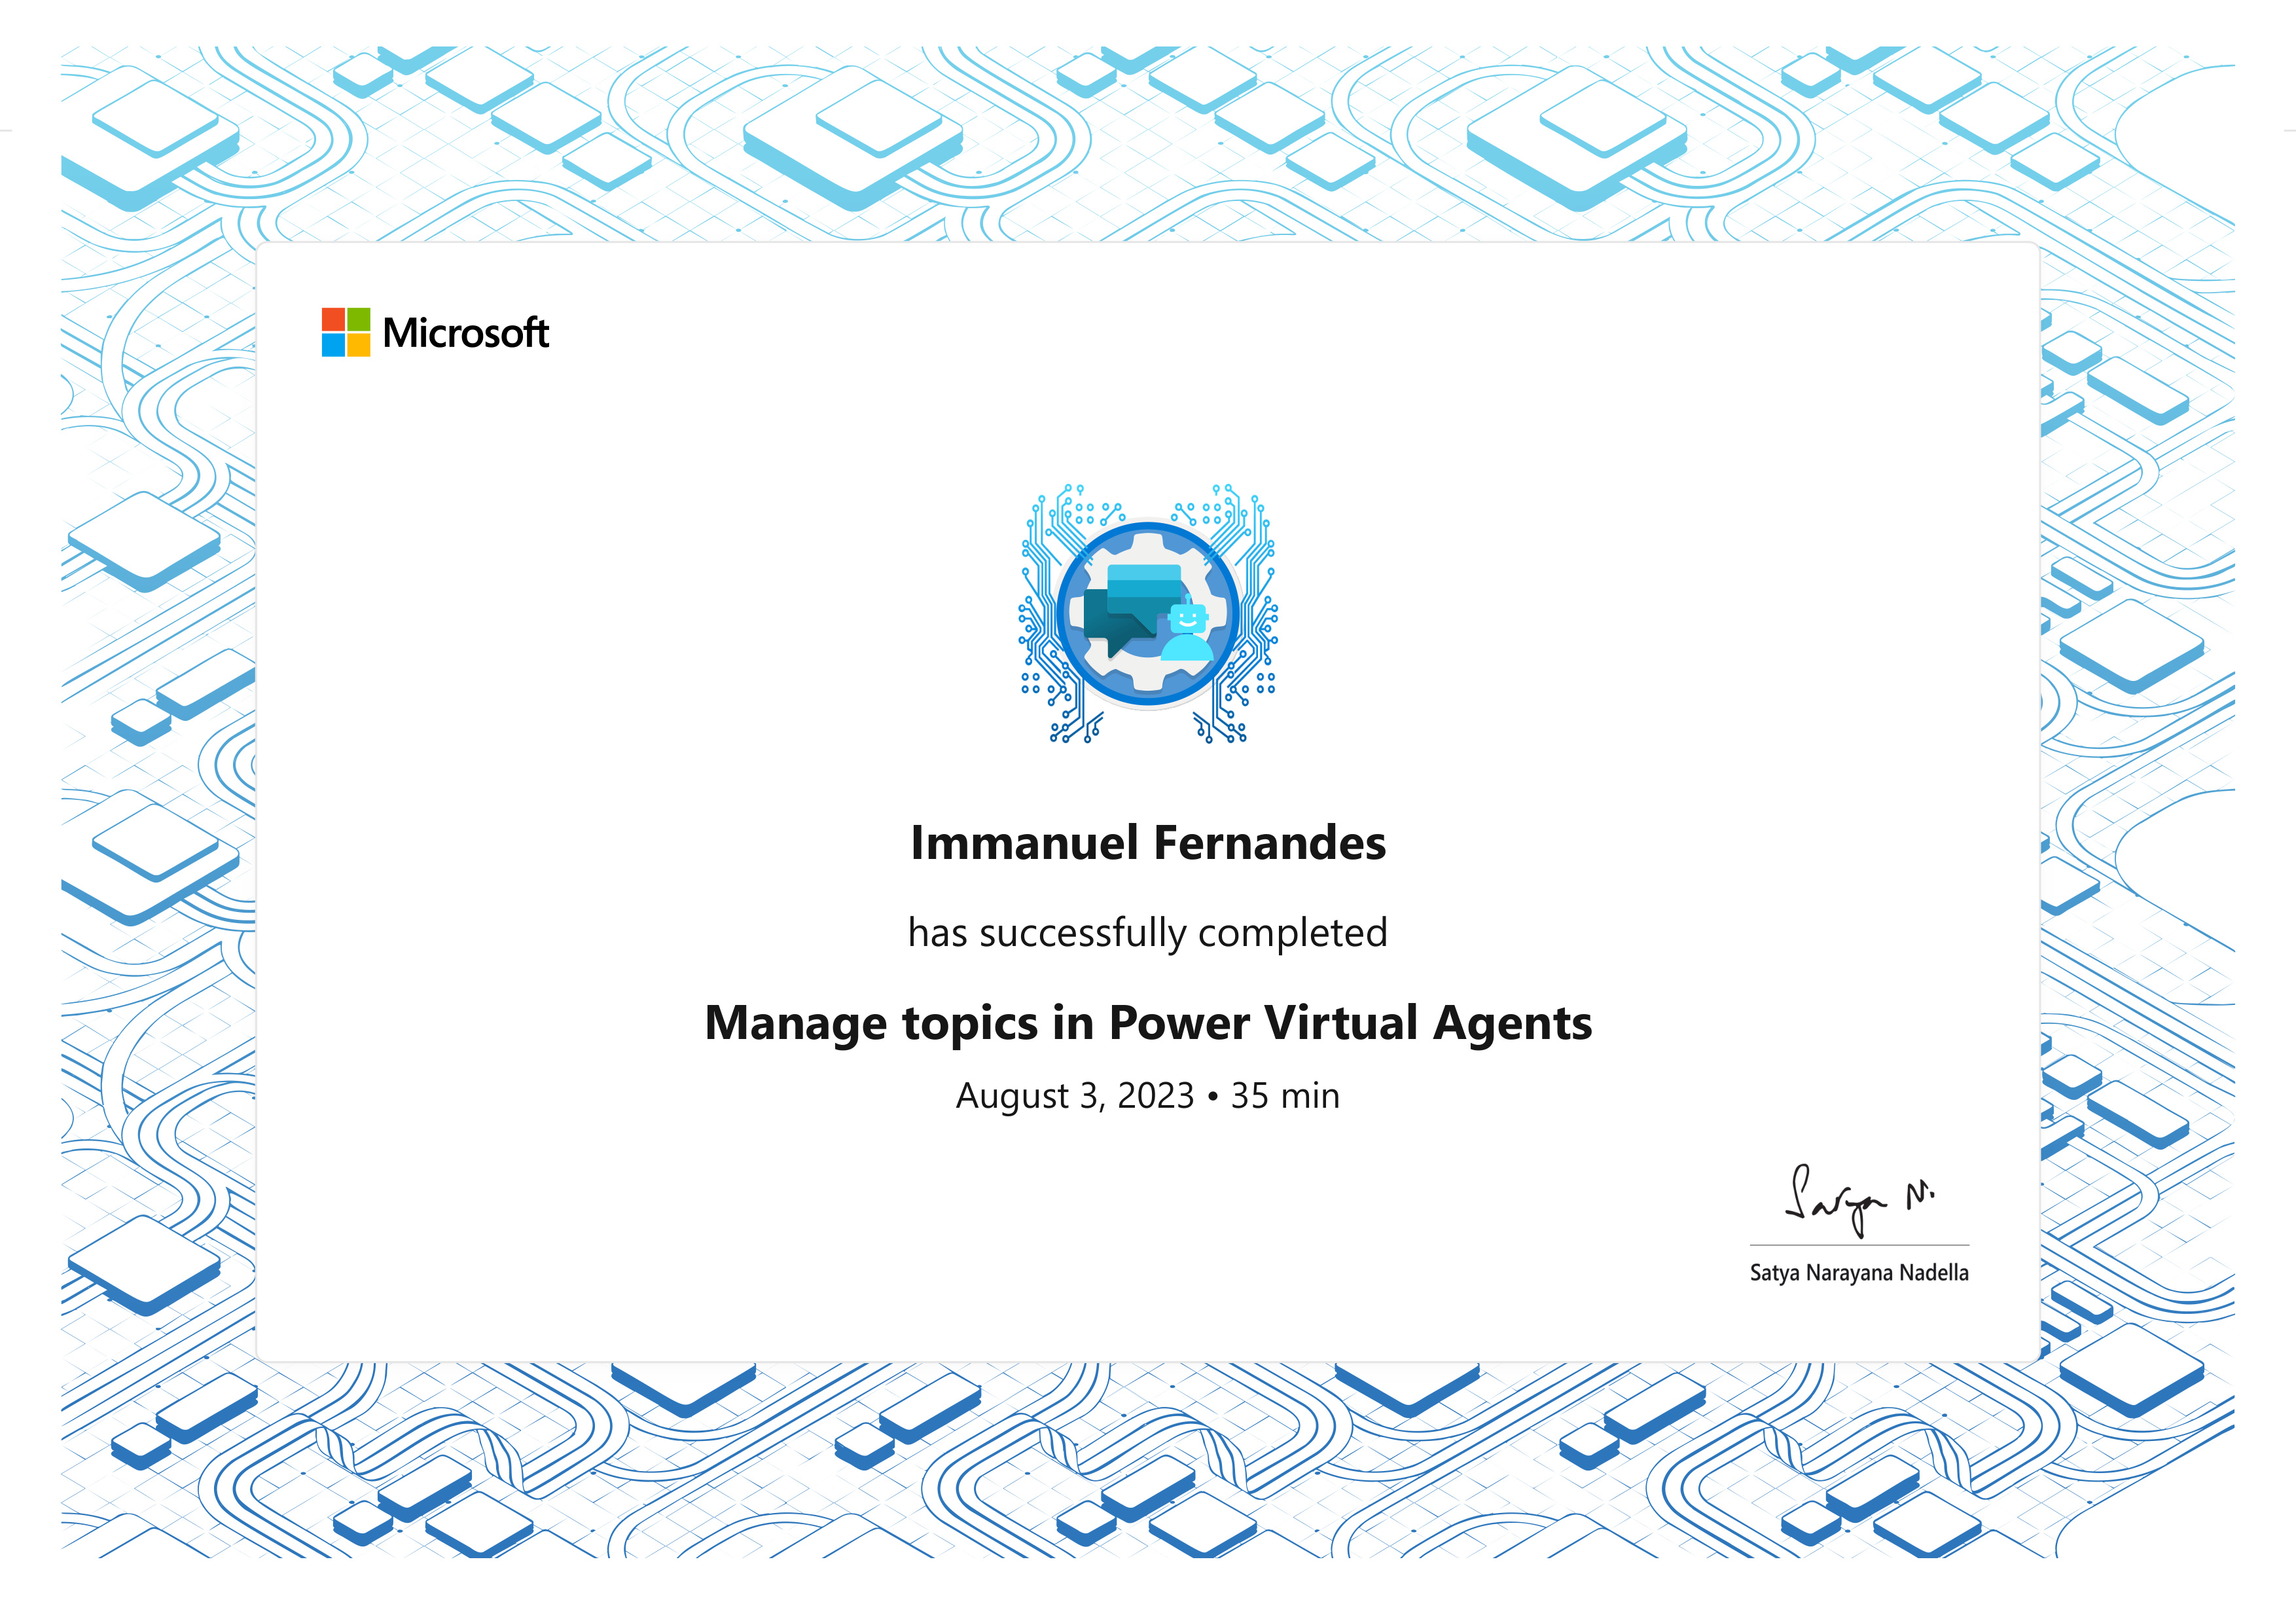 Microsoft
Immanuel Fernandes
has successfully completed
Manage topics in Power Virtual Agents
August 3, 2023 • 35 min
Satya N.
Satya Narayana Nadella